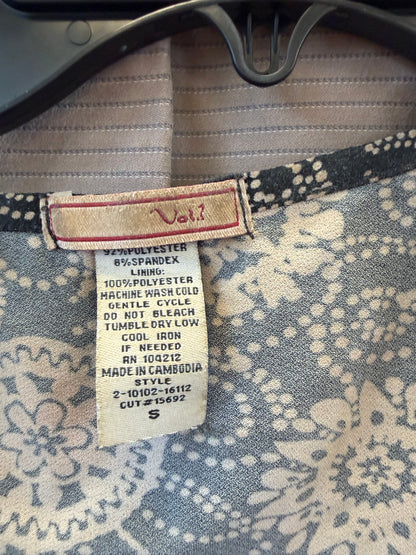 Vol.1
92% POLYESTER
8% SPANDEX
LINING:
100% POLYESTER
MACHINE WASH COLD
GENTLE CYCLE
DO NOT BLEACH
TUMBLE DRY LOW
COOL IRON
IF NEEDED
RN 104212
MADE IN CAMBODIA
STYLE
2-10102-16112
CUT#15692
S